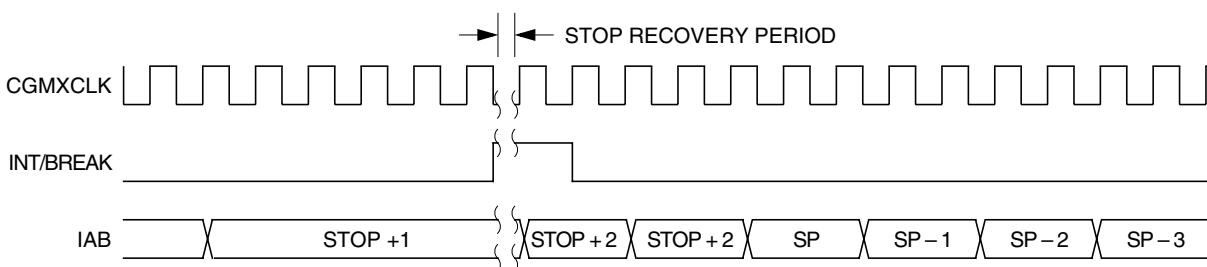 STOP RECOVERY PERIOD
CGMXCLK
INT/BREAK
IAB STOP +1 STOP + 2 STOP + 2 SP SP – 1 SP – 2 SP – 3